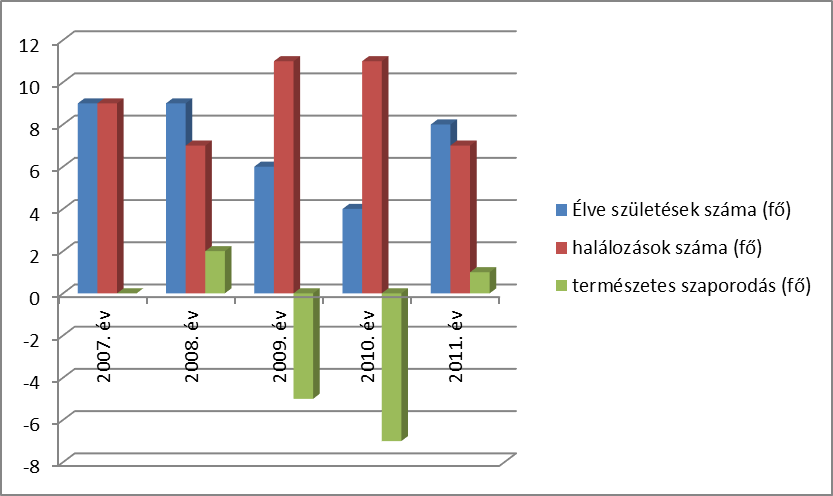 12
10
8
6
4
2
0
-2
-4
-6
-8
2007. év
2008. év
2009. év
2010. év
2011. év
Élve születések száma (fő)
halálozások száma (fő)
természetes szaporodás (fő)